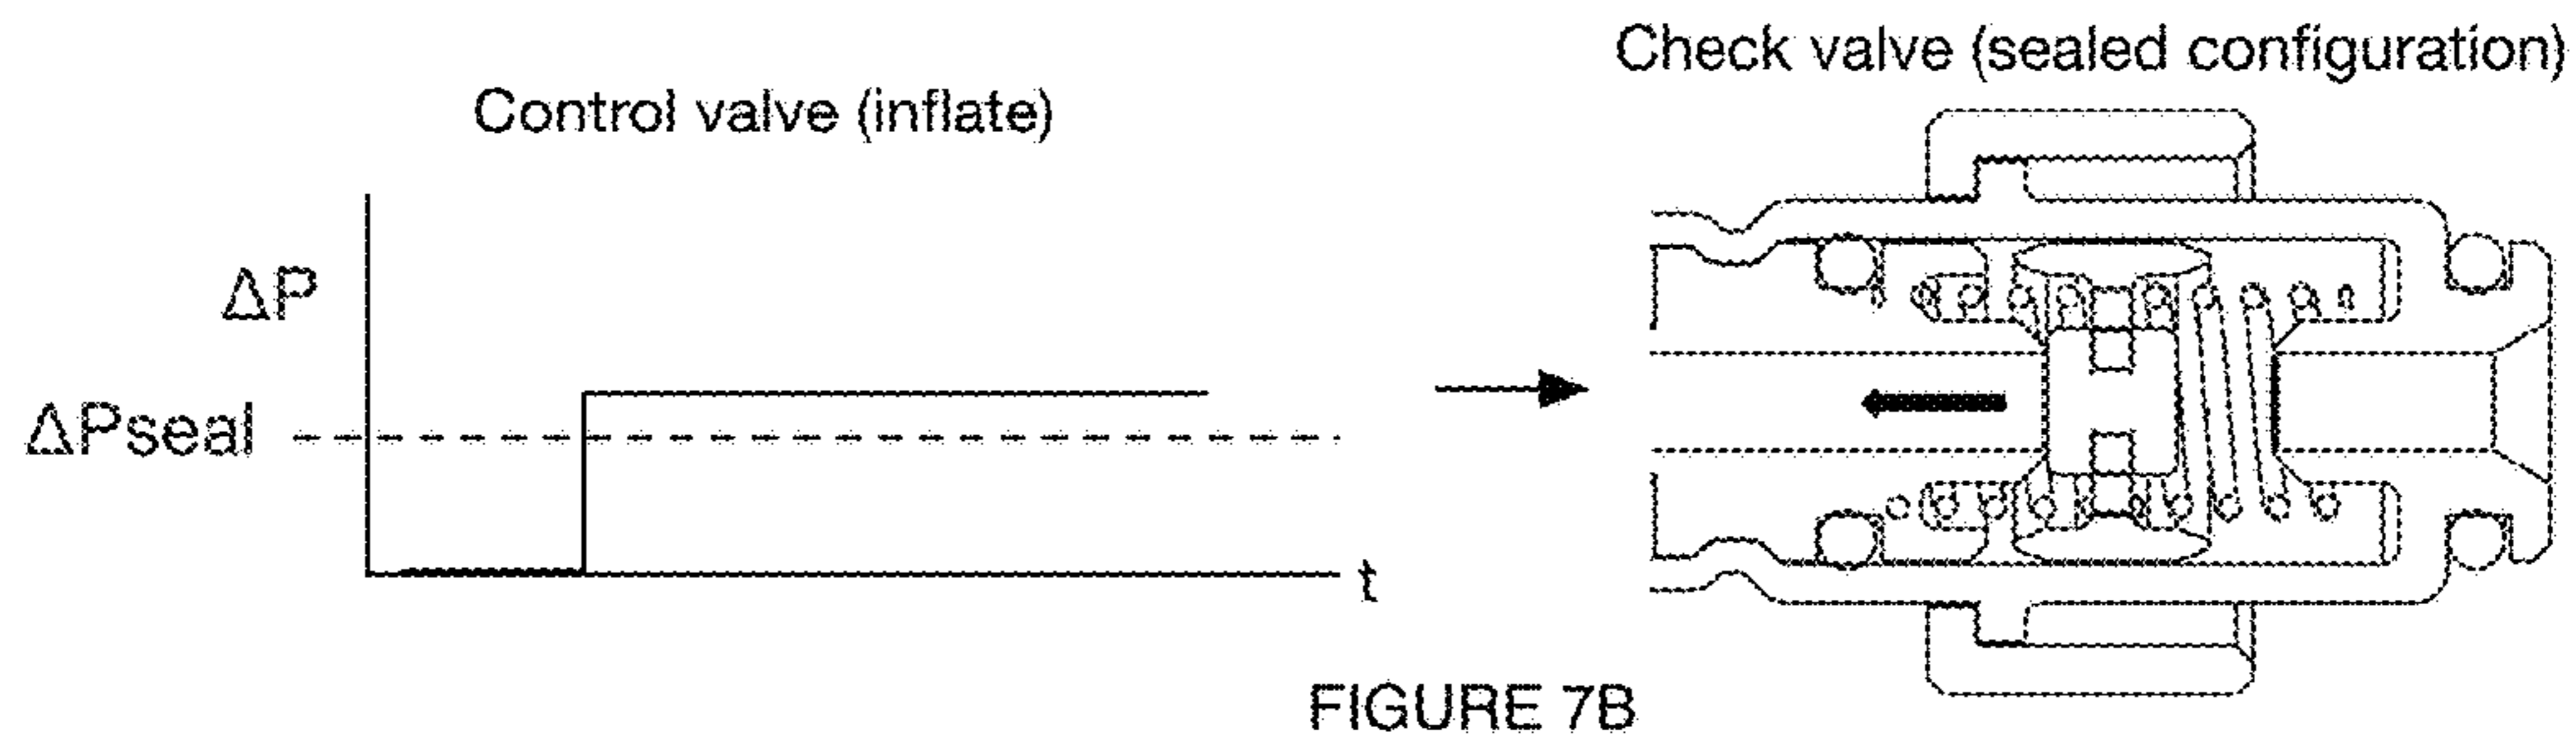 Check valve (sealed configuration)
Control valve (inflate)
ΔP
ΔPseal
t
FIGURE 7B